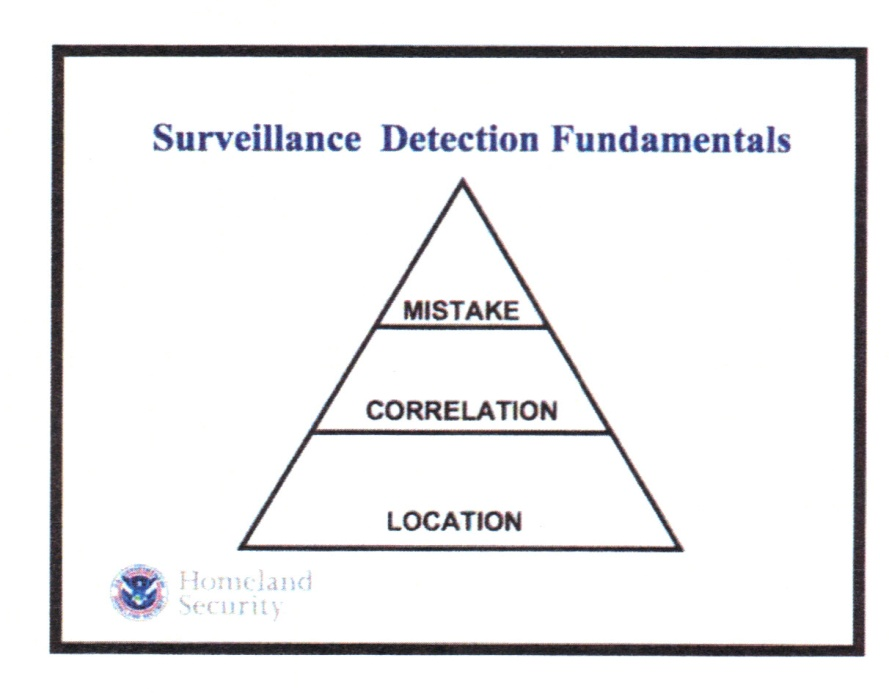 Surveillance Detection Fundamentals
MISTAKE
CORRELATION
LOCATION
Homeland
Security